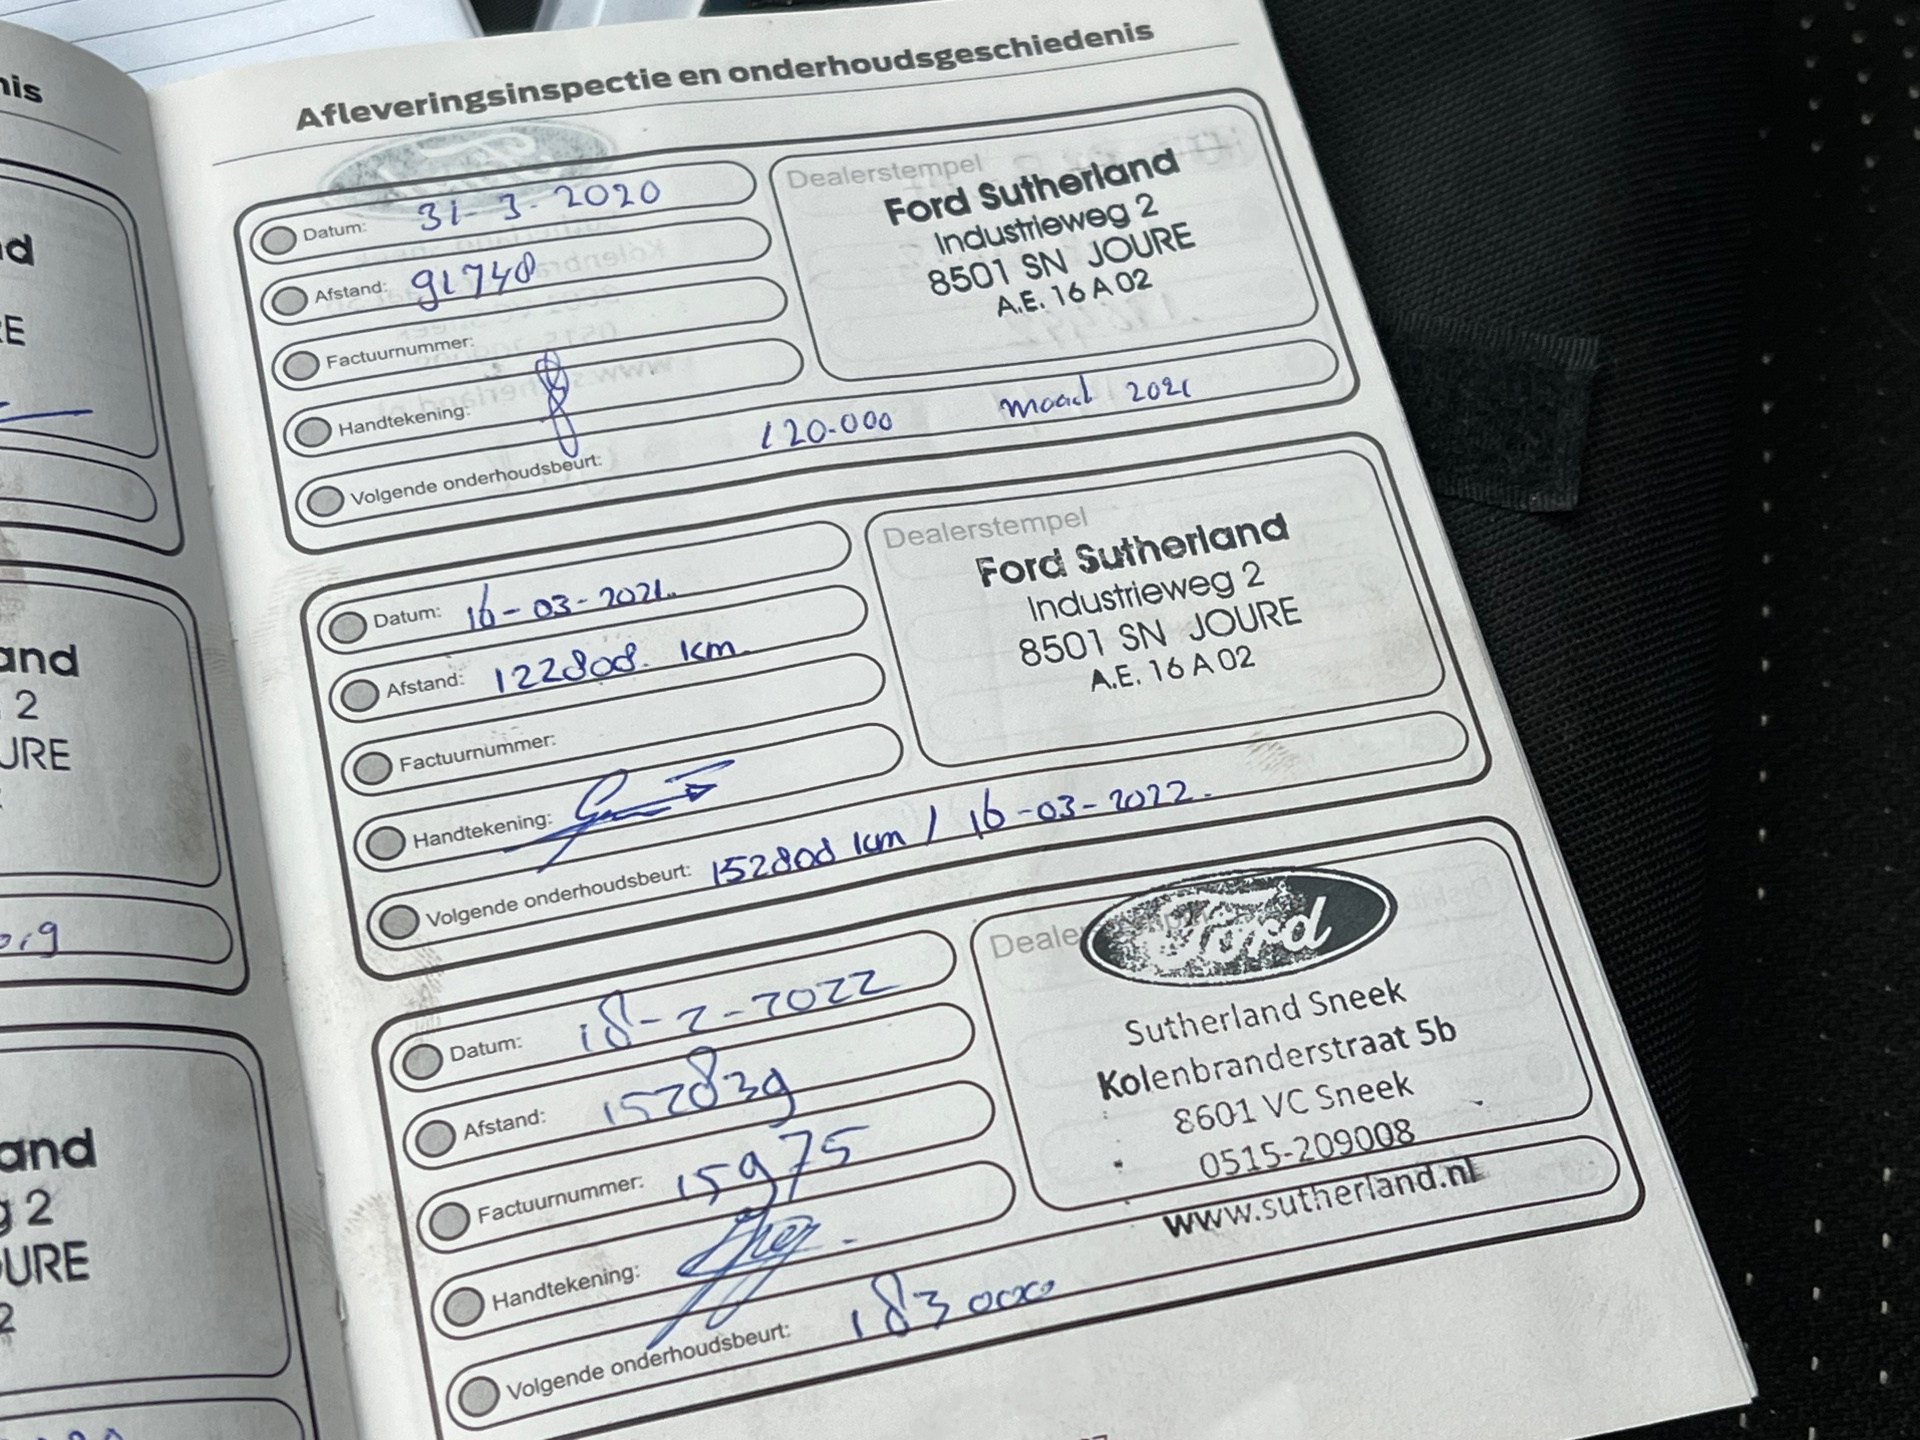 nis
Afleveringsinspectie en onderhoudsgeschiedenis
Datum: 31-3-2020
Afstand: 91748
Factuurnummer:
Handtekening:
Volgende onderhoudsbeurt: 120.000 maart 2021
Dealerstempel
Ford Sutherland
Industrieweg 2
8501 SN JOURE
A.E. 16 A 02
Datum: 16-03-2021.
Afstand: 122808. km.
Factuurnummer:
Handtekening:
Volgende onderhoudsbeurt: 152808 km / 16-03-2022.
Dealerstempel
Ford Sutherland
Industrieweg 2
8501 SN JOURE
A.E. 16 A 02
Datum: 18-2-2022
Afstand: 152839
Factuurnummer: 15975
Handtekening:
Volgende onderhoudsbeurt: 183000
Ford
Sutherland Sneek
Kolenbranderstraat 5b
8601 VC Sneek
0515-209008
www.sutherland.nl